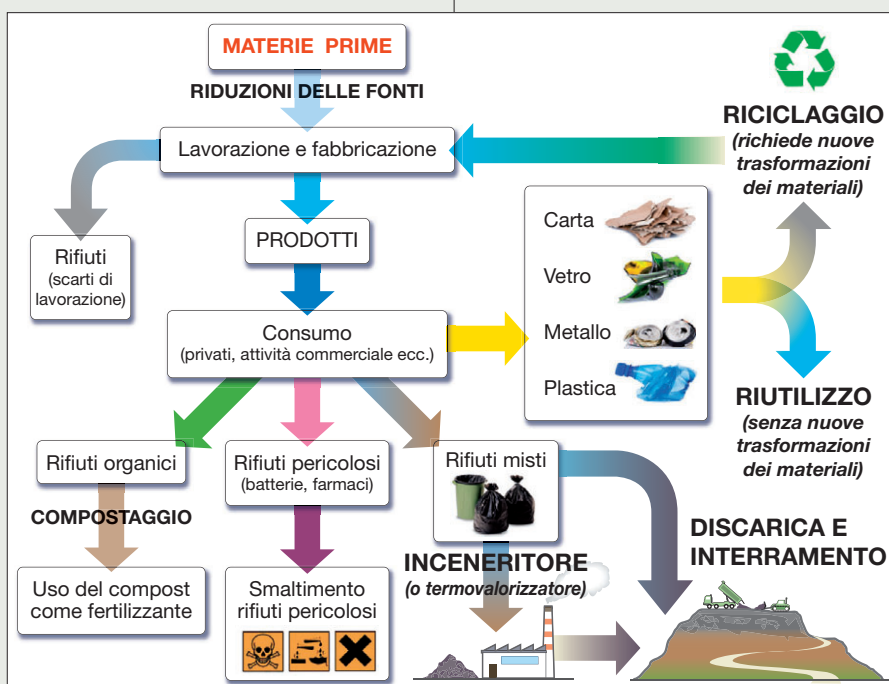 MATERIE PRIME
RIDUZIONI DELLE FONTI
Lavorazione e fabbricazione
Rifiuti
(scarti di
lavorazione)
PRODOTTI
Consumo
(privati, attività commerciale ecc.)
Carta
Vetro
Metallo
Plastica
RICICLAGGIO
(richiede nuove
trasformazioni
dei materiali)
RIUTILIZZO
(senza nuove
trasformazioni
dei materiali)
Rifiuti organici
COMPOSTAGGIO
Uso del compost
come fertilizzante
Rifiuti pericolosi
(batterie, farmaci)
Smaltimento
rifiuti pericolosi
Rifiuti misti
INCENERITORE
(o termovalorizzatore)
DISCARICA E
INTERRAMENTO